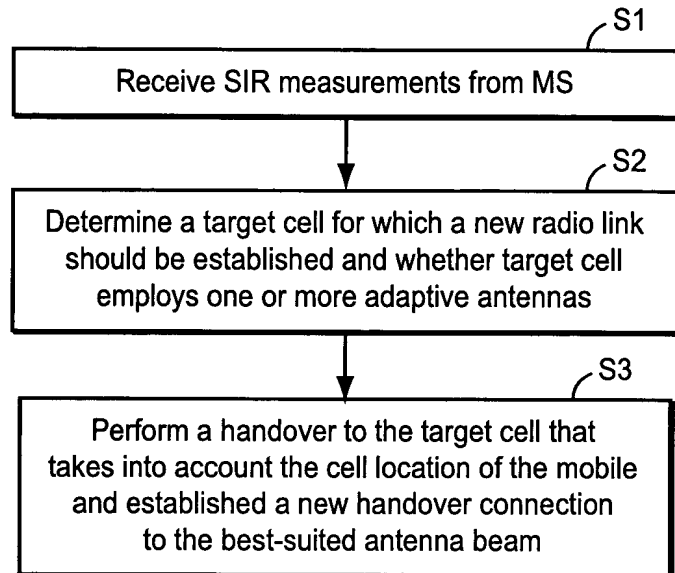 S1
Receive SIR measurements from MS
S2
Determine a target cell for which a new radio link
should be established and whether target cell
employs one or more adaptive antennas
S3
Perform a handover to the target cell that
takes into account the cell location of the mobile
and established a new handover connection
to the best-suited antenna beam